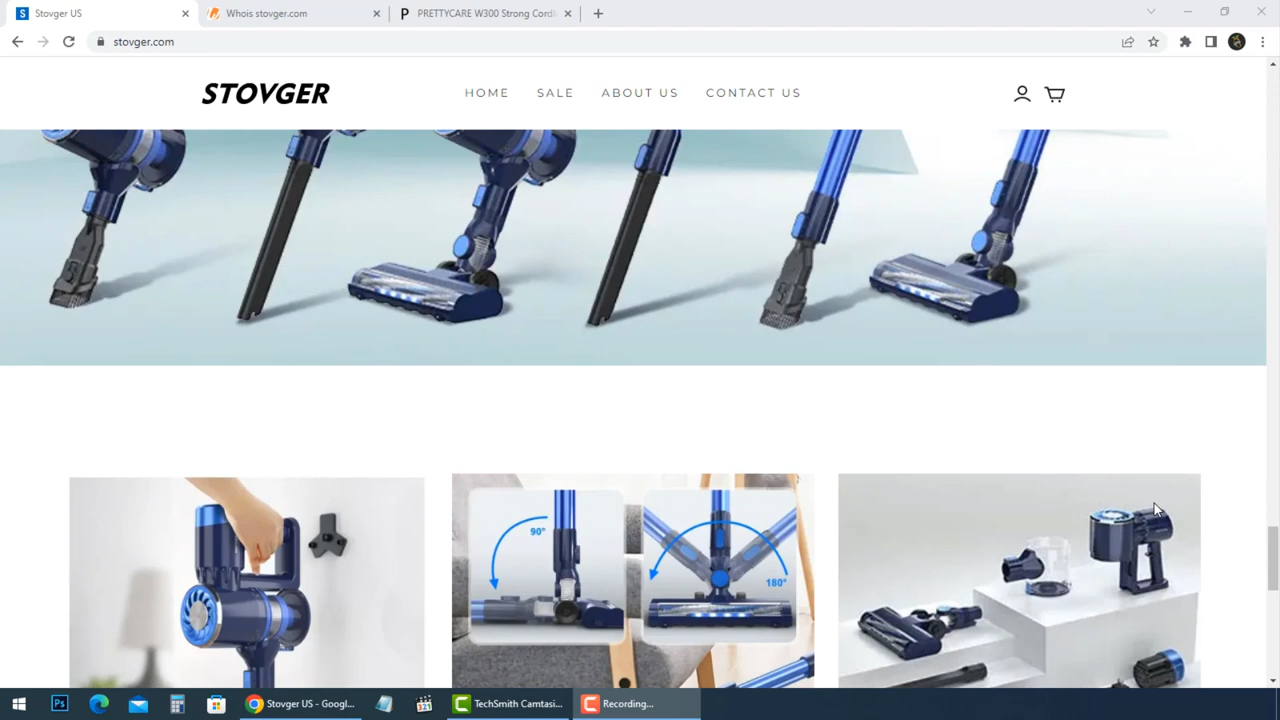 Stovger US
Whois stovger.com
PRETTYCARE W300 Strong Cordl
stovger.com
STOVGER
HOME SALE ABOUT US CONTACT US
90°
180°
Stovger US - Googl...
TechSmith Camtasi...
Recording...